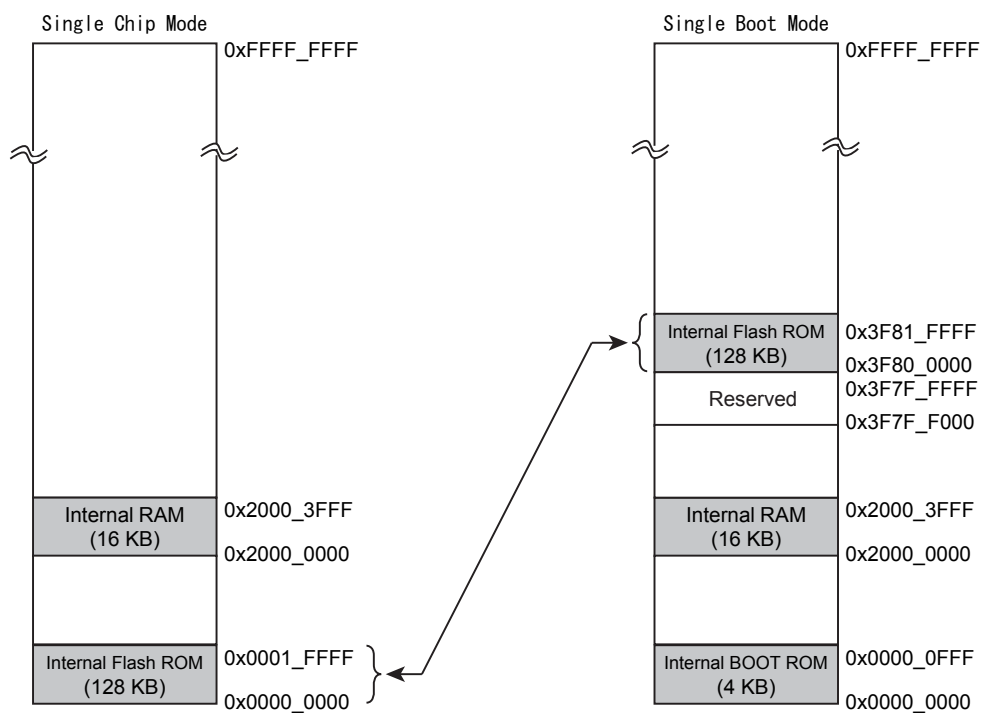 Single Chip Mode
0xFFFF_FFFF
Internal RAM
(16 KB)
0x2000_3FFF
0x2000_0000
Internal Flash ROM
(128 KB)
0x0001_FFFF
0x0000_0000
Single Boot Mode
0xFFFF_FFFF
Internal Flash ROM
(128 KB)
0x3F81_FFFF
0x3F80_0000
Reserved
0x3F7F_FFFF
0x3F7F_F000
Internal RAM
(16 KB)
0x2000_3FFF
0x2000_0000
Internal BOOT ROM
(4 KB)
0x0000_0FFF
0x0000_0000